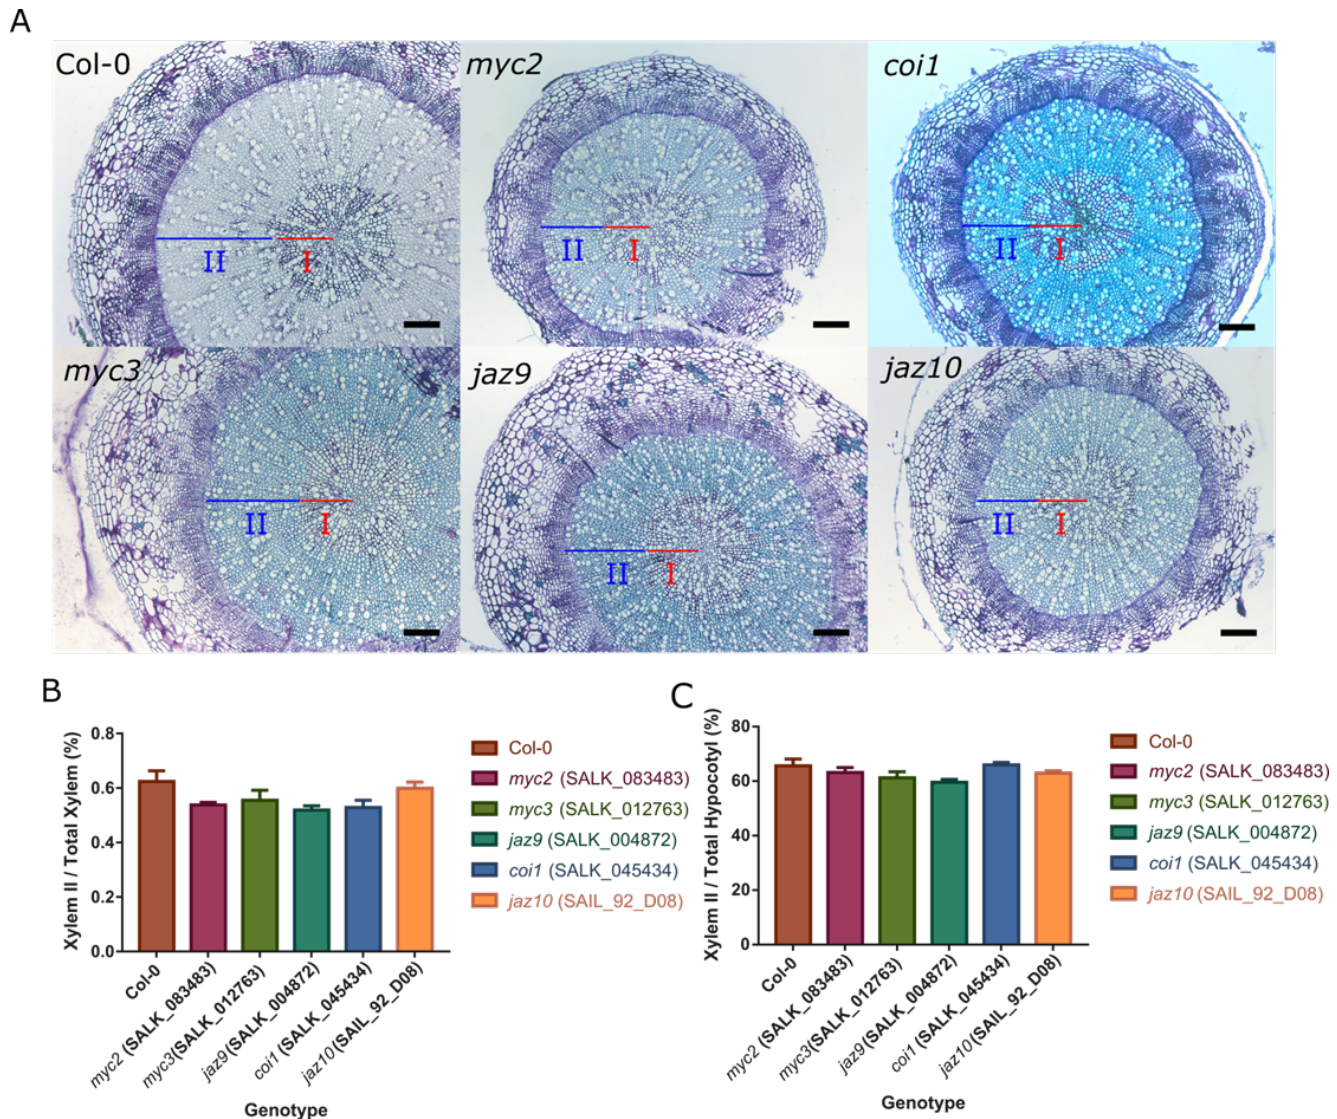 A
Col-0
myc2
coi1
II
I
II
I
II
I
myc3
jaz9
jaz10
II
I
II
I
II
I
B
Xylem II / Total Xylem (%)
0.8
0.6
0.4
0.2
0.0
Col-0
myc2 (SALK_083483)
myc3(SALK_012763)
jaz9 (SALK_004872)
coi1 (SALK_045434)
jaz10 (SAIL_92_D08)
Genotype
Col-0
myc2 (SALK_083483)
myc3 (SALK_012763)
jaz9 (SALK_004872)
coi1 (SALK_045434)
jaz10 (SAIL_92_D08)
C
Xylem II / Total Hypocotyl (%)
80
60
40
20
0
Col-0
myc2 (SALK_083483)
myc3(SALK_012763)
jaz9 (SALK_004872)
coi1 (SALK_045434)
jaz10 (SAIL_92_D08)
Genotype
Col-0
myc2 (SALK_083483)
myc3 (SALK_012763)
jaz9 (SALK_004872)
coi1 (SALK_045434)
jaz10 (SAIL_92_D08)